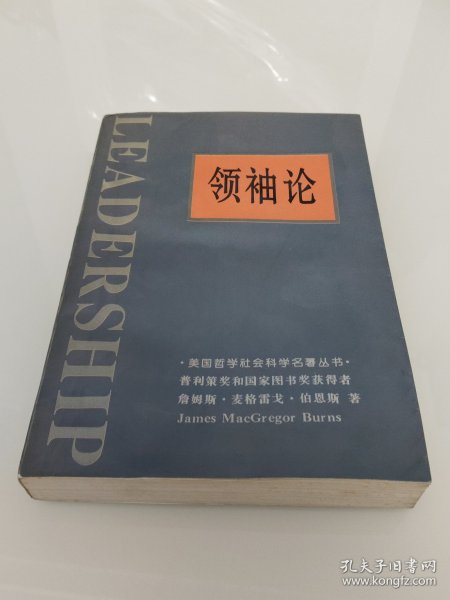 LEADERSHIP
领袖论
·美国哲学社会科学名著丛书·
普利策奖和国家图书奖获得者
詹姆斯·麦格雷戈·伯恩斯 著
James MacGregor Burns
孔夫子旧书网
www.kongfz.com